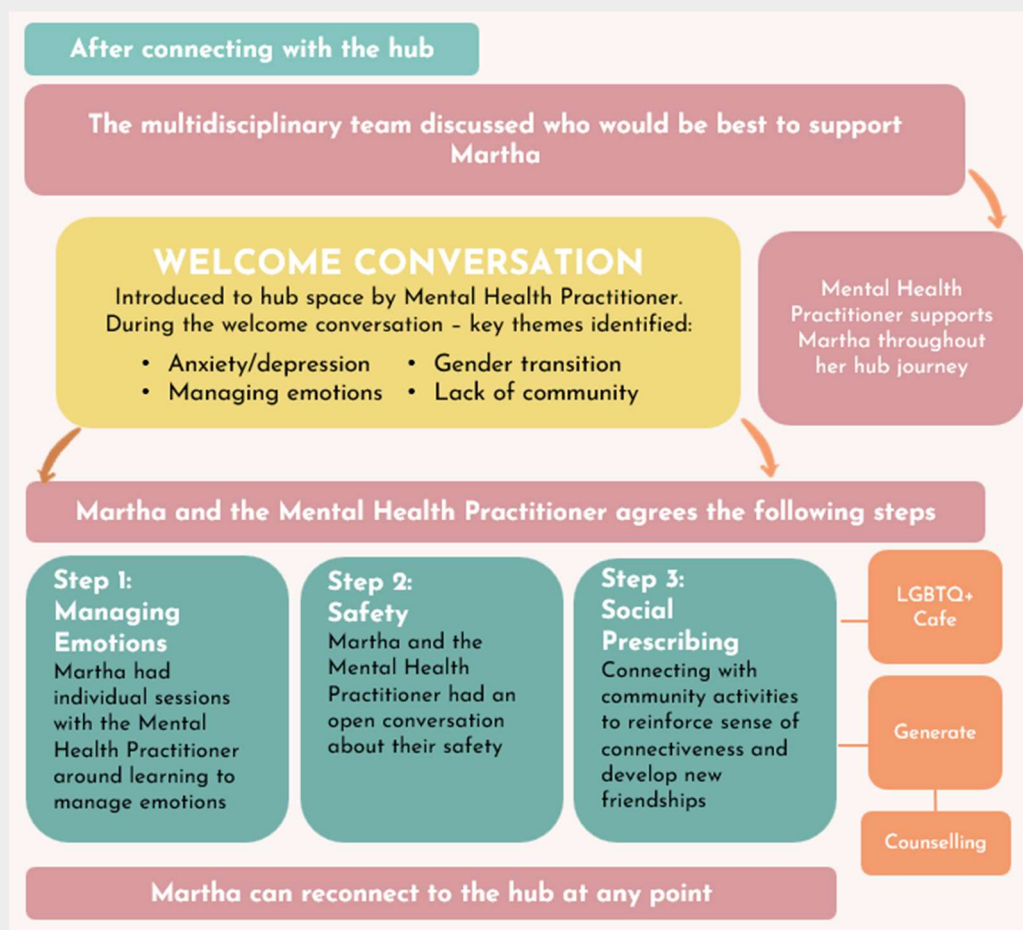 After connecting with the hub
The multidisciplinary team discussed who would be best to support
Martha
WELCOME CONVERSATION
Introduced to hub space by Mental Health Practitioner.
During the welcome conversation – key themes identified:
• Anxiety/depression
• Managing emotions
• Gender transition
• Lack of community
Mental Health
Practitioner supports
Martha throughout
her hub journey
Martha and the Mental Health Practitioner agrees the following steps
Step 1:
Managing
Emotions
Martha had
individual sessions
with the Mental
Health Practitioner
around learning to
manage emotions
Step 2:
Safety
Martha and the
Mental Health
Practitioner had an
open conversation
about their safety
Step 3:
Social
Prescribing
Connecting with
community activities
to reinforce sense of
connectiveness and
develop new
friendships
LGBTQ+
Cafe
Generate
Counselling
Martha can reconnect to the hub at any point